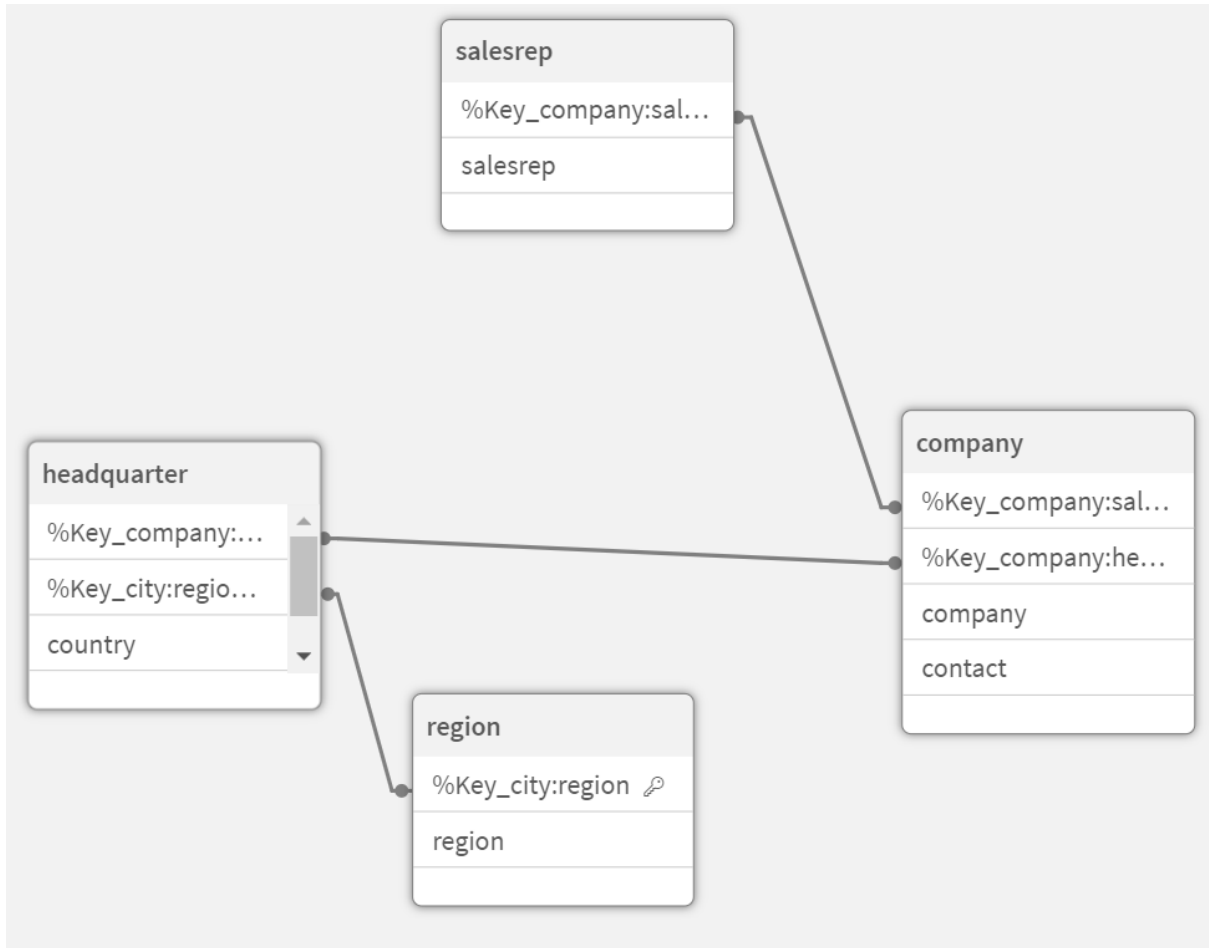 salesrep
%Key_company:sal...
salesrep
headquarter
%Key_company:...
%Key_city:regio...
country
company
%Key_company:sal...
%Key_company:he...
company
contact
region
%Key_city:region
region